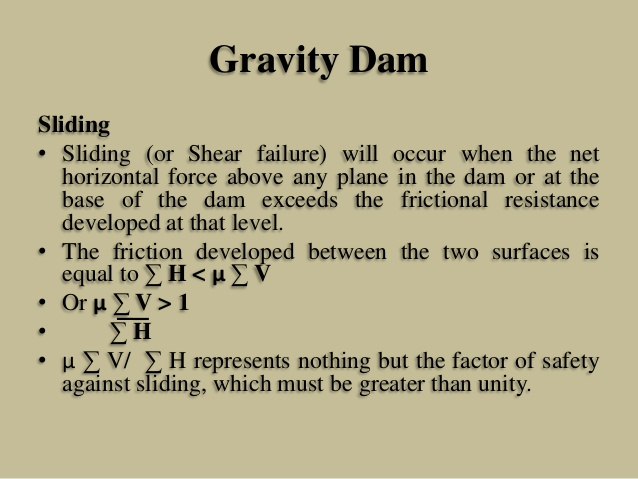 Gravity Dam
Sliding
• Sliding (or Shear failure) will occur when the net
horizontal force above any plane in the dam or at the
base of the dam exceeds the frictional resistance
developed at that level.
• The friction developed between the two surfaces is
equal to ∑ H < µ ∑ V
• Or µ ∑ V > 1
• ∑ H
• µ ∑ V/ ∑ H represents nothing but the factor of safety
against sliding, which must be greater than unity.